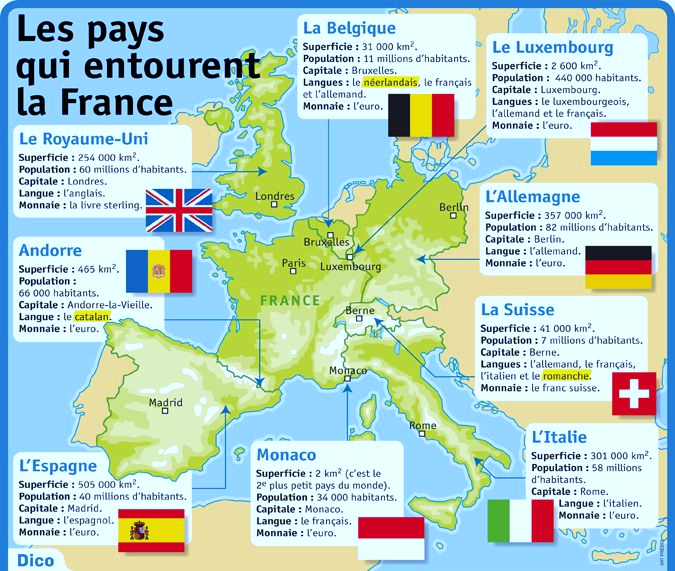 Les pays
qui entourent
la France
La Belgique
Superficie : 31 000 km².
Population : 11 millions d'habitants.
Capitale : Bruxelles.
Langues : le néerlandais, le français
et l'allemand.
Monnaie : l'euro.
Le Luxembourg
Superficie : 2 600 km².
Population : 440 000 habitants.
Capitale : Luxembourg.
Langues : le luxembourgeois,
l'allemand et le français.
Monnaie : l'euro.
Le Royaume-Uni
Superficie : 254 000 km².
Population : 60 millions d'habitants.
Capitale : Londres.
Langue : l'anglais.
Monnaie : la livre sterling.
L'Allemagne
Superficie : 357 000 km².
Population : 82 millions d'habitants.
Capitale : Berlin.
Langue : l'allemand.
Monnaie : l'euro.
Andorre
Superficie : 465 km².
Population :
66 000 habitants.
Capitale : Andorre-la-Vieille.
Langue : le catalan.
Monnaie : l'euro.
La Suisse
Superficie : 41 000 km².
Population : 7 millions d'habitants.
Capitale : Berne.
Langues : l'allemand, le français,
l'italien et le romanche.
Monnaie : le franc suisse.
Londres
Berlin
Bruxelles
Paris
Luxembourg
FRANCE
Berne
Monaco
Madrid
Rome
L'Espagne
Superficie : 505 000 km².
Population : 40 millions d'habitants.
Capitale : Madrid.
Langue : l'espagnol.
Monnaie : l'euro.
Monaco
Superficie : 2 km² (c'est le
2e plus petit pays du monde).
Population : 34 000 habitants.
Capitale : Monaco.
Langue : le français.
Monnaie : l'euro.
L'Italie
Superficie : 301 000 km².
Population : 58 millions
d'habitants.
Capitale : Rome.
Langue : l'italien.
Monnaie : l'euro.
Dico
ART PRESSE